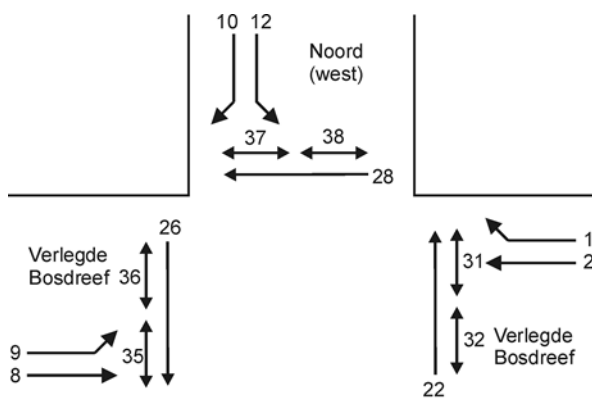 10 12
Noord
(west)
37 38
28
26
Verlegde
Bosdreef
36
9
8
35
1
2
31
32
Verlegde
Bosdreef
22